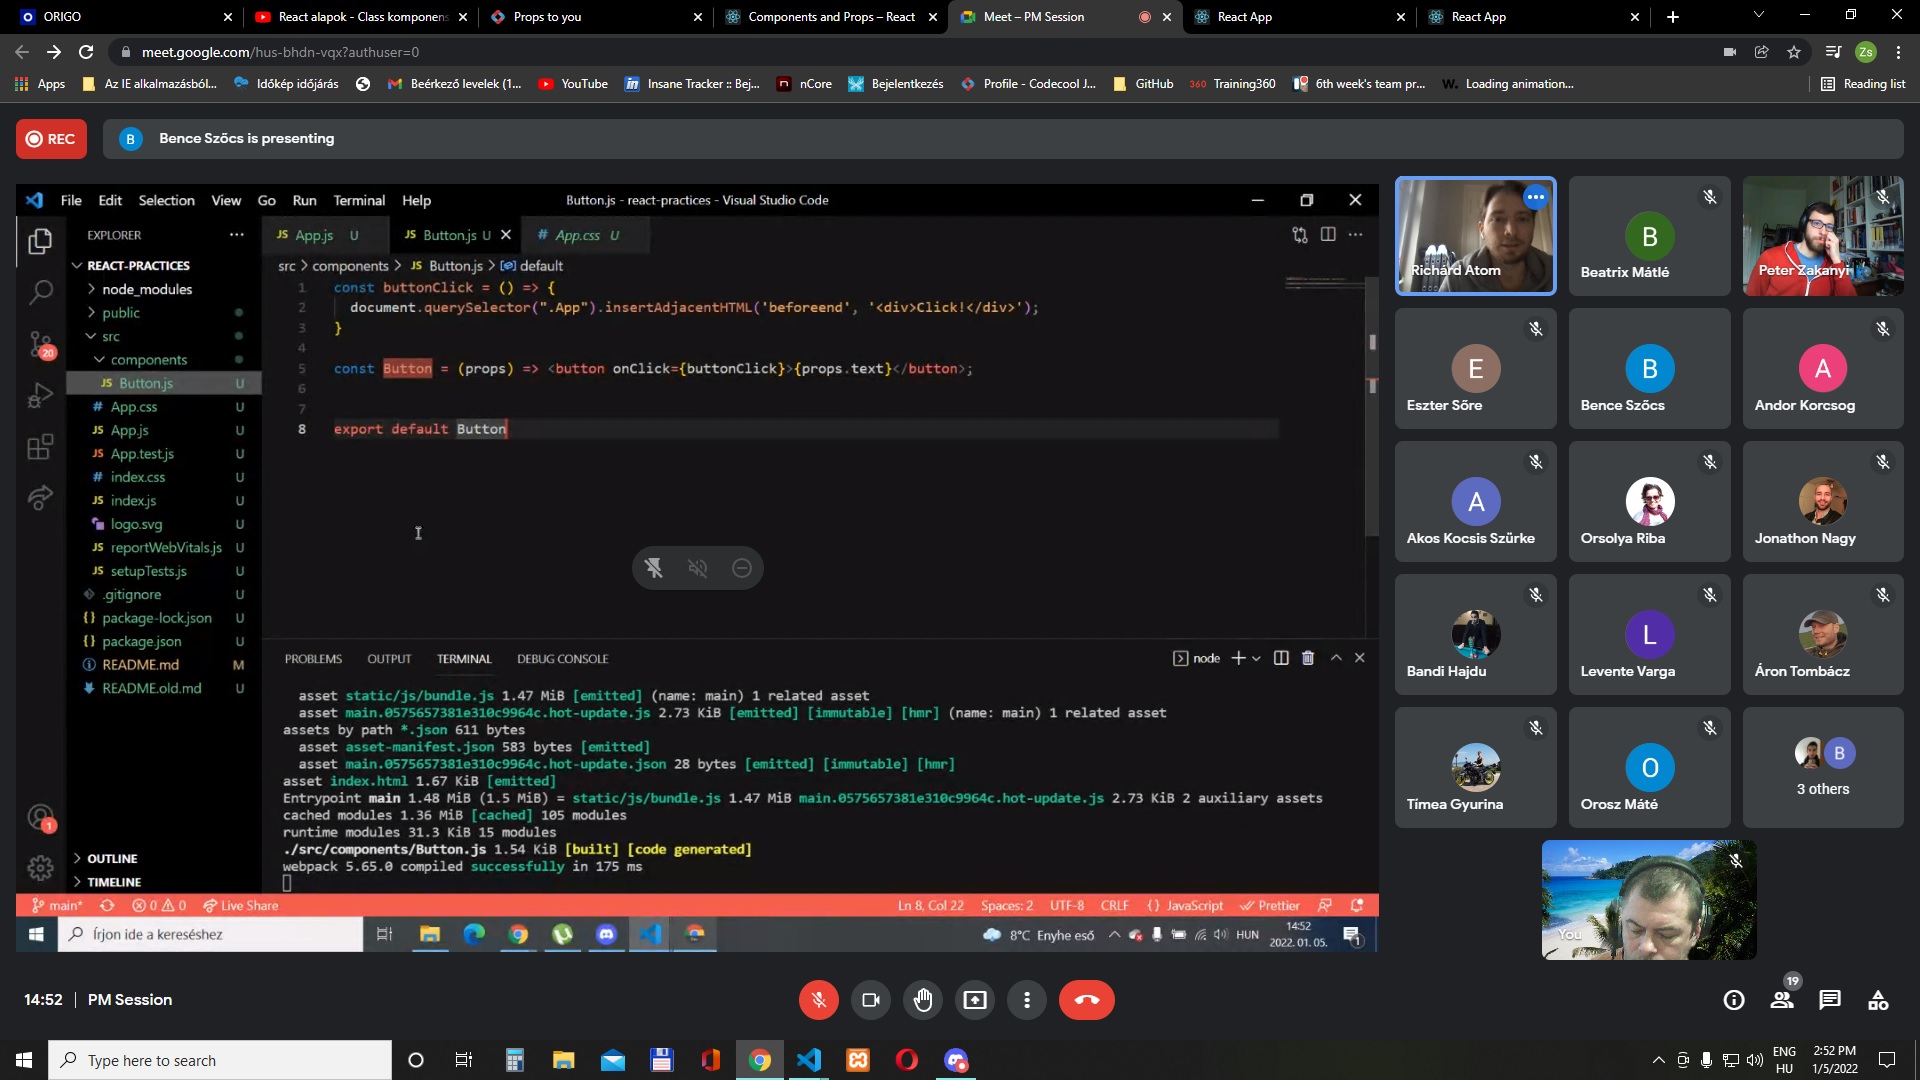 ORIGO
React alapok - Class komponens
Props to you
Components and Props – React
Meet – PM Session
React App
React App
meet.google.com/hus-bhdn-vqx?authuser=0
Zs
Apps
Az IE alkalmazásból...
Időkép időjárás
Beérkező levelek (1...
YouTube
Insane Tracker :: Bej...
nCore
Bejelentkezés
Profile - Codecool J...
GitHub
360 Training360
6th week's team pr...
W. Loading animation...
Reading list
REC
B Bence Szőcs is presenting
File Edit Selection View Go Run Terminal Help
Button.js - react-practices - Visual Studio Code
EXPLORER
JS App.js U
JS Button.js U
# App.css U
REACT-PRACTICES
node_modules
public
src
components
JS Button.js U
# App.css U
JS App.js U
JS App.test.js U
# index.css U
JS index.js U
logo.svg U
JS reportWebVitals.js U
JS setupTests.js U
.gitignore U
{} package-lock.json U
{} package.json U
README.md M
README.old.md U
OUTLINE
TIMELINE
20
1
src > components > JS Button.js > default
1 const buttonClick = () => {
2 document.querySelector(".App").insertAdjacentHTML('beforeend', '<div>Click!</div>');
3 }
4
5 const Button = (props) => <button onClick={buttonClick}>{props.text}</button>;
6
7
8 export default Button
PROBLEMS OUTPUT TERMINAL DEBUG CONSOLE
node
asset static/js/bundle.js 1.47 MiB [emitted] (name: main) 1 related asset
asset main.0575657381e310c9964c.hot-update.js 2.73 KiB [emitted] [immutable] [hmr] (name: main) 1 related asset
assets by path *.json 611 bytes
asset asset-manifest.json 583 bytes [emitted]
asset main.0575657381e310c9964c.hot-update.json 28 bytes [emitted] [immutable] [hmr]
asset index.html 1.67 KiB [emitted]
Entrypoint main 1.48 MiB (1.5 MiB) = static/js/bundle.js 1.47 MiB main.0575657381e310c9964c.hot-update.js 2.73 KiB 2 auxiliary assets
cached modules 1.36 MiB [cached] 105 modules
runtime modules 31.3 KiB 15 modules
./src/components/Button.js 1.54 KiB [built] [code generated]
webpack 5.65.0 compiled successfully in 175 ms
main* 0 0 Live Share
Ln 8, Col 22 Spaces: 2 UTF-8 CRLF {} JavaScript Prettier
Írjon ide a kereséshez
8°C Enyhe eső
HUN
14:52
2022. 01. 05.
1
Richárd Atom
B
Beatrix Mátlé
Peter Zakanyi
E
Eszter Sőre
B
Bence Szőcs
A
Andor Korcsog
A
Akos Kocsis Szürke
Orsolya Riba
Jonathon Nagy
Bandi Hajdu
L
Levente Varga
Áron Tombácz
Tímea Gyurina
O
Orosz Máté
B
3 others
You
14:52 | PM Session
19
Type here to search
ENG
HU
2:52 PM
1/5/2022